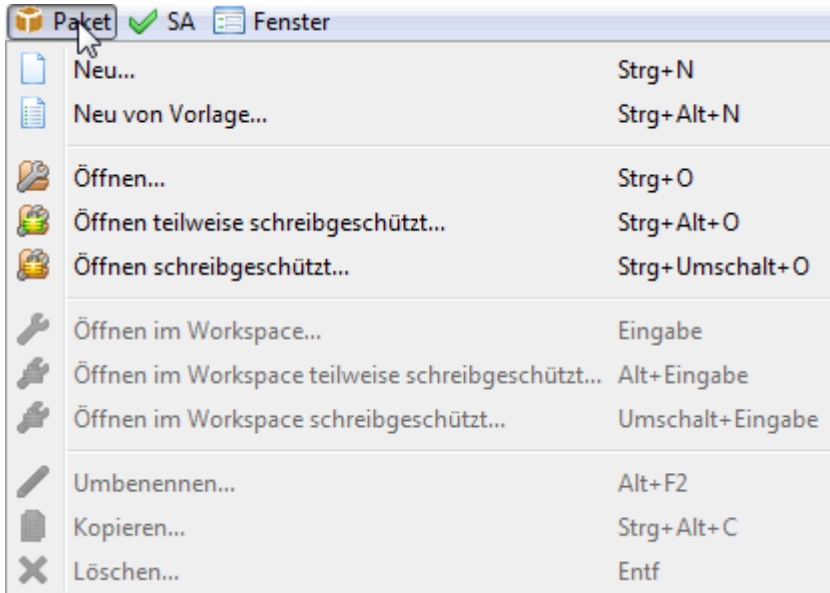 Paket SA Fenster
Neu... Strg+N
Neu von Vorlage... Strg+Alt+N
Öffnen... Strg+O
Öffnen teilweise schreibgeschützt... Strg+Alt+O
Öffnen schreibgeschützt... Strg+Umschalt+O
Öffnen im Workspace... Eingabe
Öffnen im Workspace teilweise schreibgeschützt... Alt+Eingabe
Öffnen im Workspace schreibgeschützt... Umschalt+Eingabe
Umbenennen... Alt+F2
Kopieren... Strg+Alt+C
Löschen... Entf